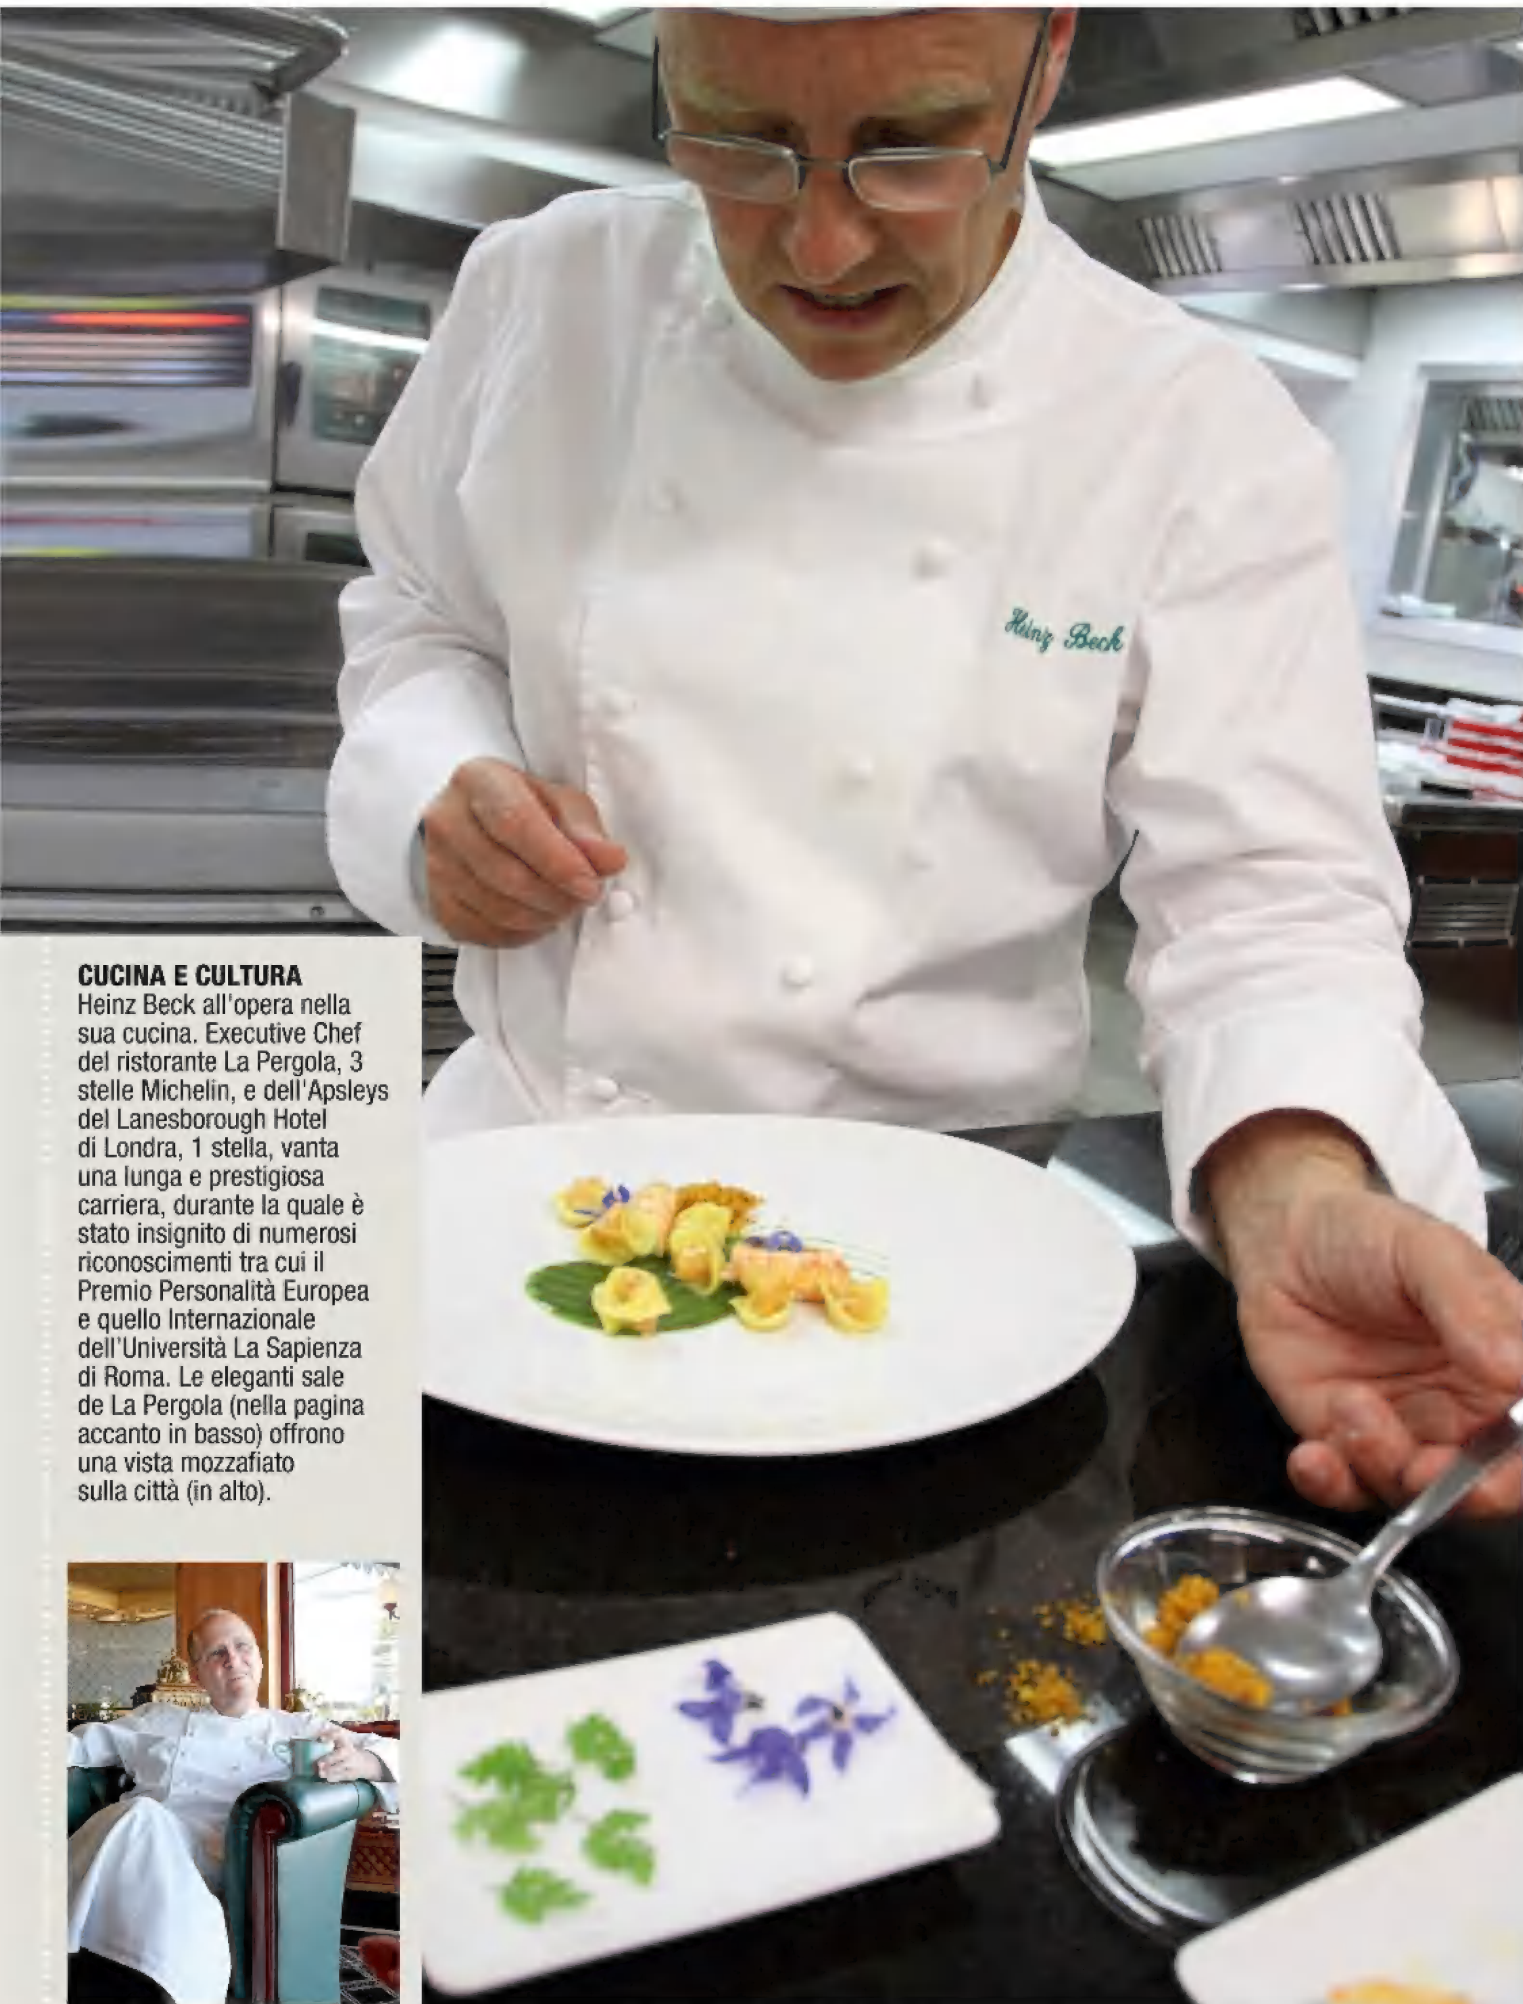 Heinz Beck
CUCINA E CULTURA
Heinz Beck all'opera nella
sua cucina. Executive Chef
del ristorante La Pergola, 3
stelle Michelin, e dell'Apsleys
del Lanesborough Hotel
di Londra, 1 stella, vanta
una lunga e prestigiosa
carriera, durante la quale è
stato insignito di numerosi
riconoscimenti tra cui il
Premio Personalità Europea
e quello Internazionale
dell'Università La Sapienza
di Roma. Le eleganti sale
de La Pergola (nella pagina
accanto in basso) offrono
una vista mozzafiato
sulla città (in alto).